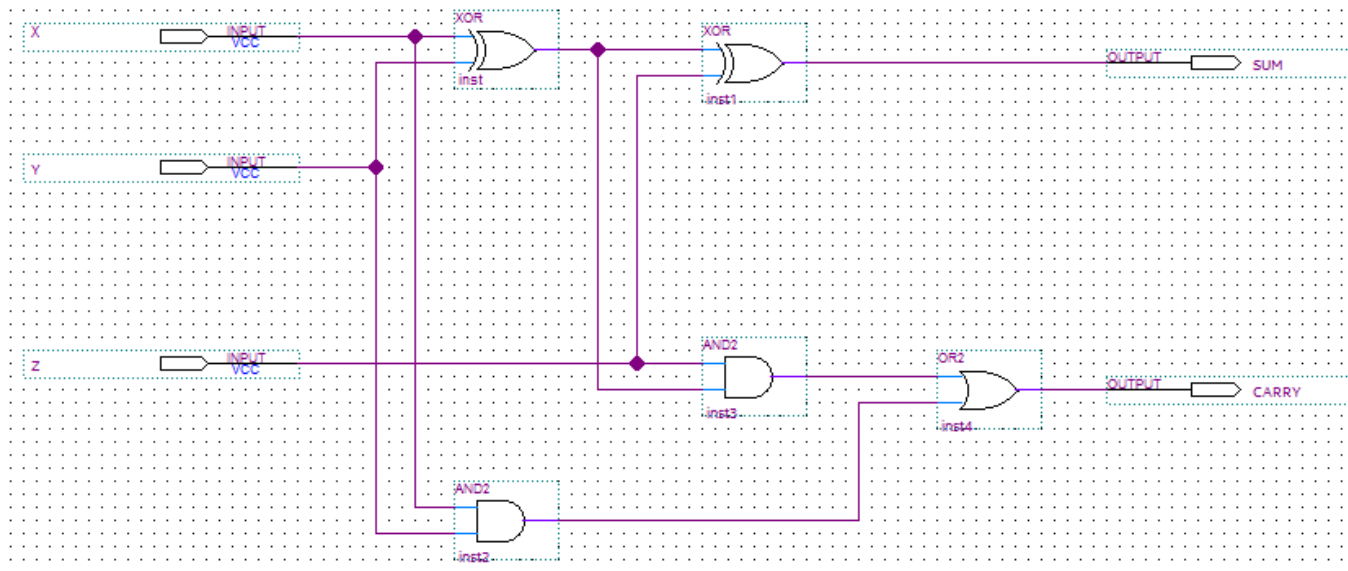 X
INPUT
VCC
XOR
inst
XOR
inst1
OUTPUT
SUM
Y
INPUT
VCC
Z
INPUT
VCC
AND2
inst3
OR2
inst4
OUTPUT
CARRY
AND2
inst2